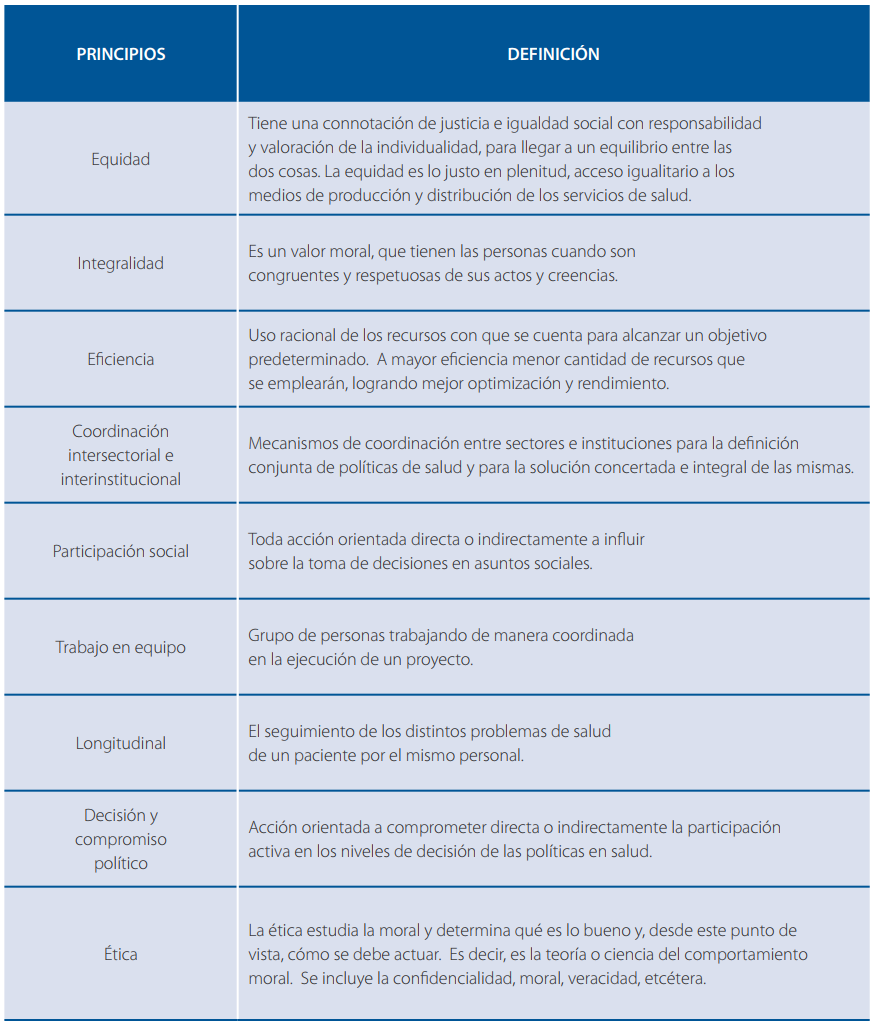 PRINCIPIOS
DEFINICIÓN
Equidad
Tiene una connotación de justicia e igualdad social con responsabilidad
y valoración de la individualidad, para llegar a un equilibrio entre las
dos cosas. La equidad es lo justo en plenitud, acceso igualitario a los
medios de producción y distribución de los servicios de salud.
Integralidad
Es un valor moral, que tienen las personas cuando son
congruentes y respetuosas de sus actos y creencias.
Eficiencia
Uso racional de los recursos con que se cuenta para alcanzar un objetivo
predeterminado. A mayor eficiencia menor cantidad de recursos que
se emplearán, logrando mejor optimización y rendimiento.
Coordinación
intersectorial e
interinstitucional
Mecanismos de coordinación entre sectores e instituciones para la definición
conjunta de políticas de salud y para la solución concertada e integral de las mismas.
Participación social
Toda acción orientada directa o indirectamente a influir
sobre la toma de decisiones en asuntos sociales.
Trabajo en equipo
Grupo de personas trabajando de manera coordinada
en la ejecución de un proyecto.
Longitudinal
El seguimiento de los distintos problemas de salud
de un paciente por el mismo personal.
Decisión y
compromiso
político
Acción orientada a comprometer directa o indirectamente la participación
activa en los niveles de decisión de las políticas en salud.
Ética
La ética estudia la moral y determina qué es lo bueno y, desde este punto de
vista, cómo se debe actuar. Es decir, es la teoría o ciencia del comportamiento
moral. Se incluye la confidencialidad, moral, veracidad, etcétera.